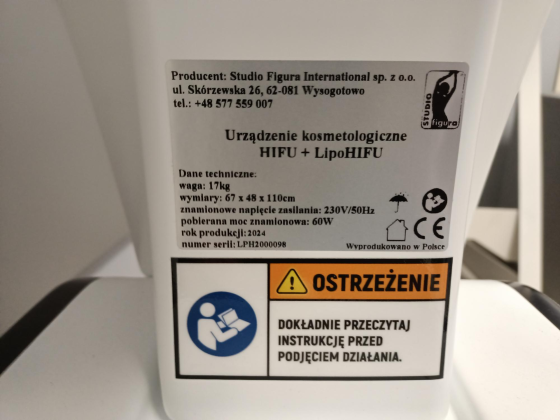 Producent: Studio Figura International sp. z o.o.
ul. Skórzewska 26, 62-081 Wysogotowo
tel.: +48 577 559 007
STUDIO
figura
Urządzenie kosmetologiczne
HIFU + LipoHIFU
Dane techniczne:
waga: 17kg
wymiary: 67 x 48 x 110cm
znamionowe napięcie zasilania: 230V/50Hz
pobierana moc znamionowa: 60W
rok produkcji: 2024
numer serii: LPH2000098
CE
Wyprodukowano w Polsce
OSTRZEŻENIE
DOKŁADNIE PRZECZYTAJ
INSTRUKCJĘ PRZED
PODJĘCIEM DZIAŁANIA.